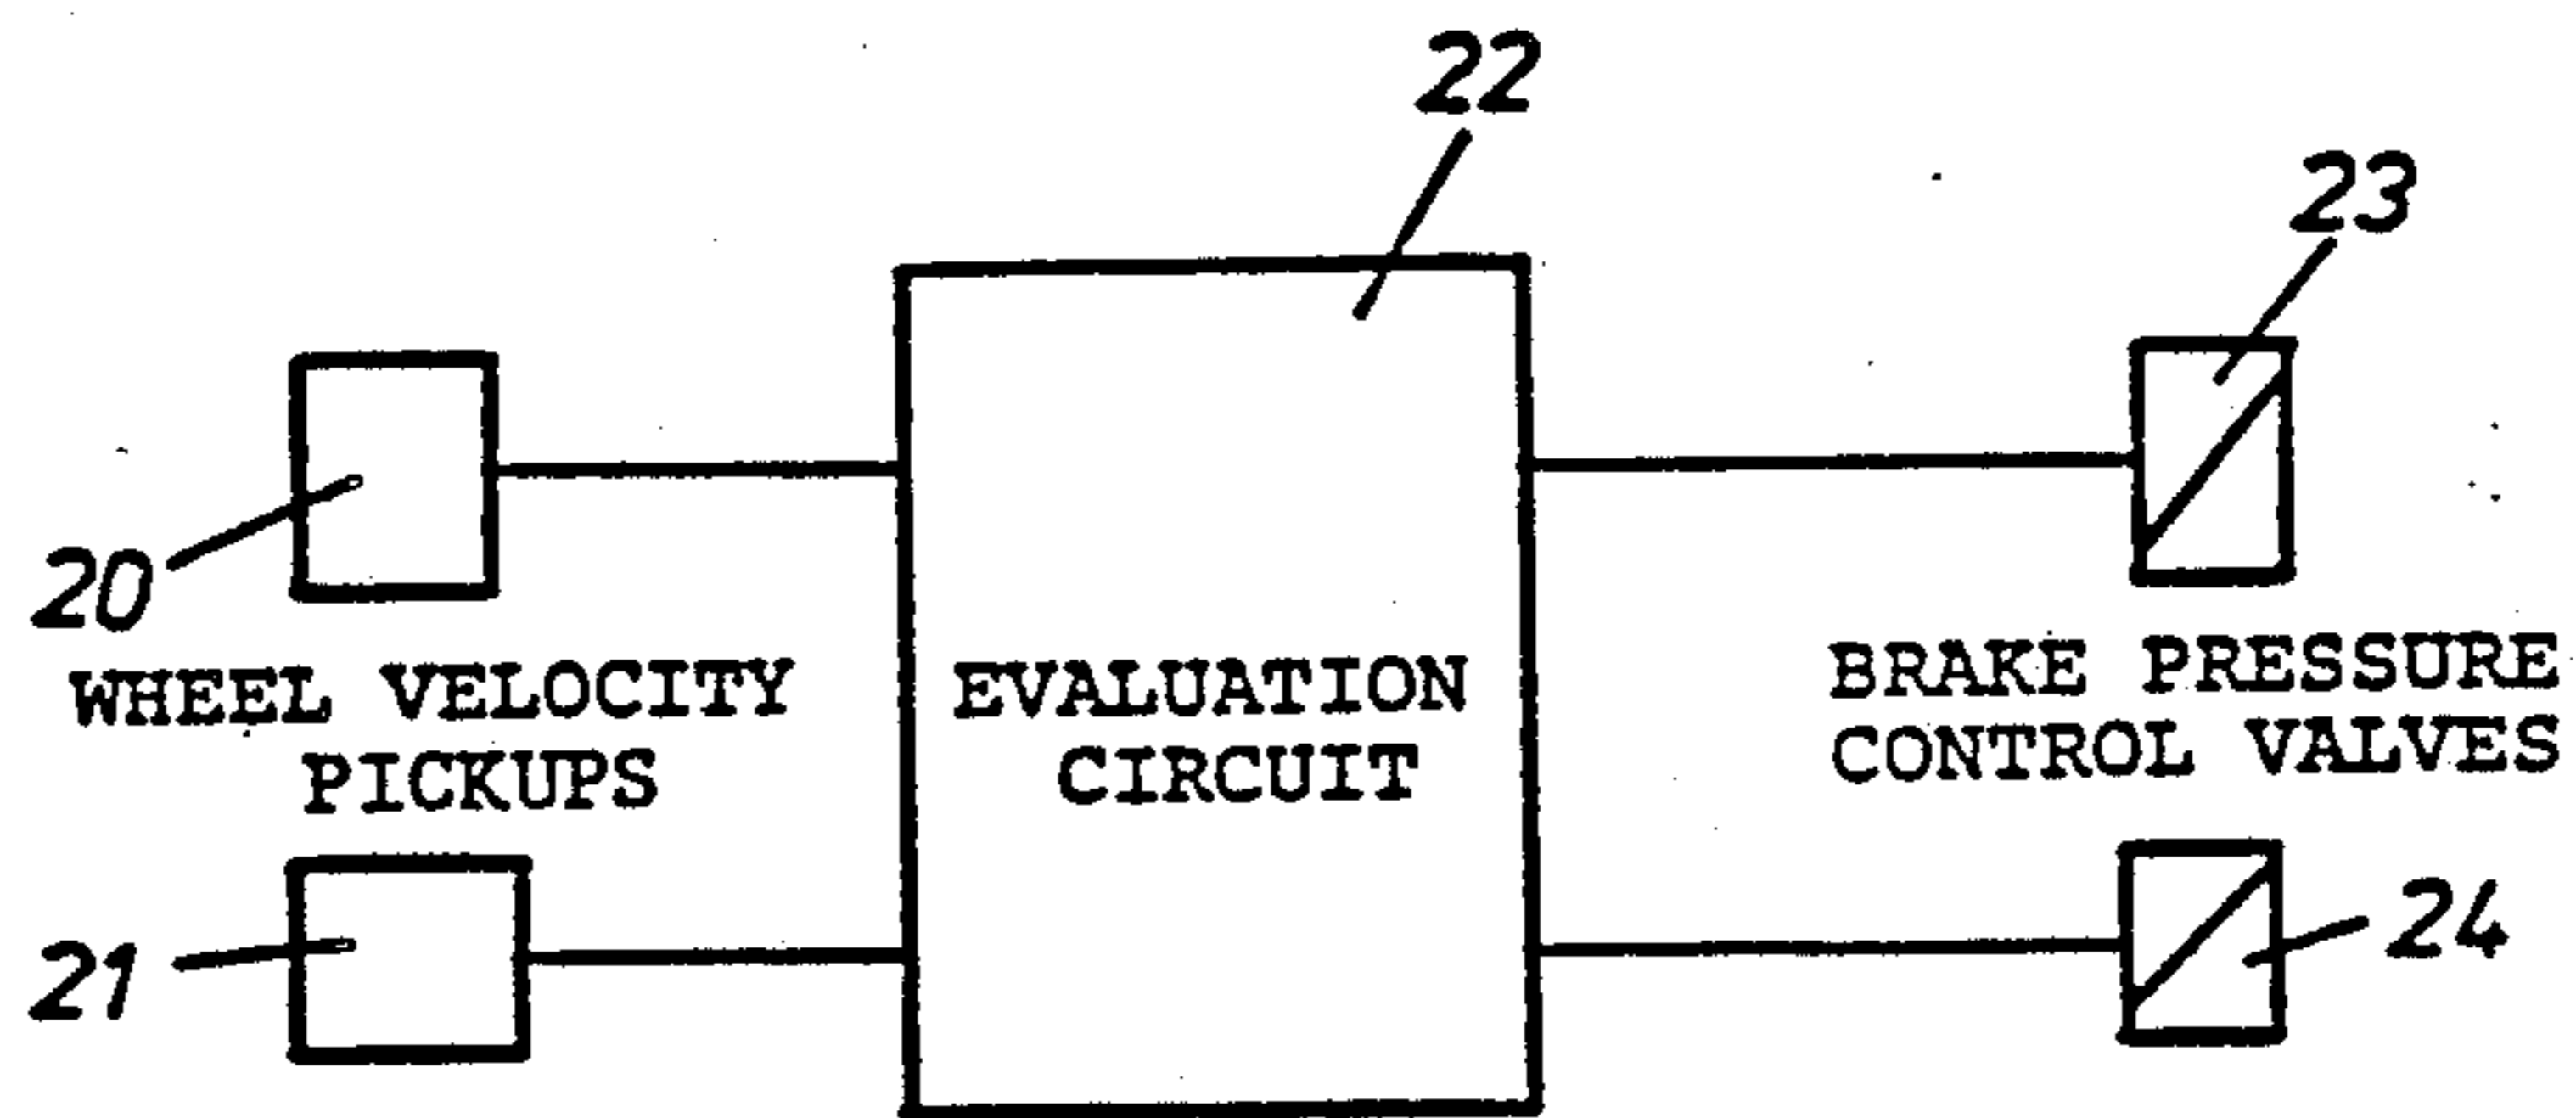 22
23
20
WHEEL VELOCITY
PICKUPS
EVALUATION
CIRCUIT
BRAKE PRESSURE
CONTROL VALVES
21
24